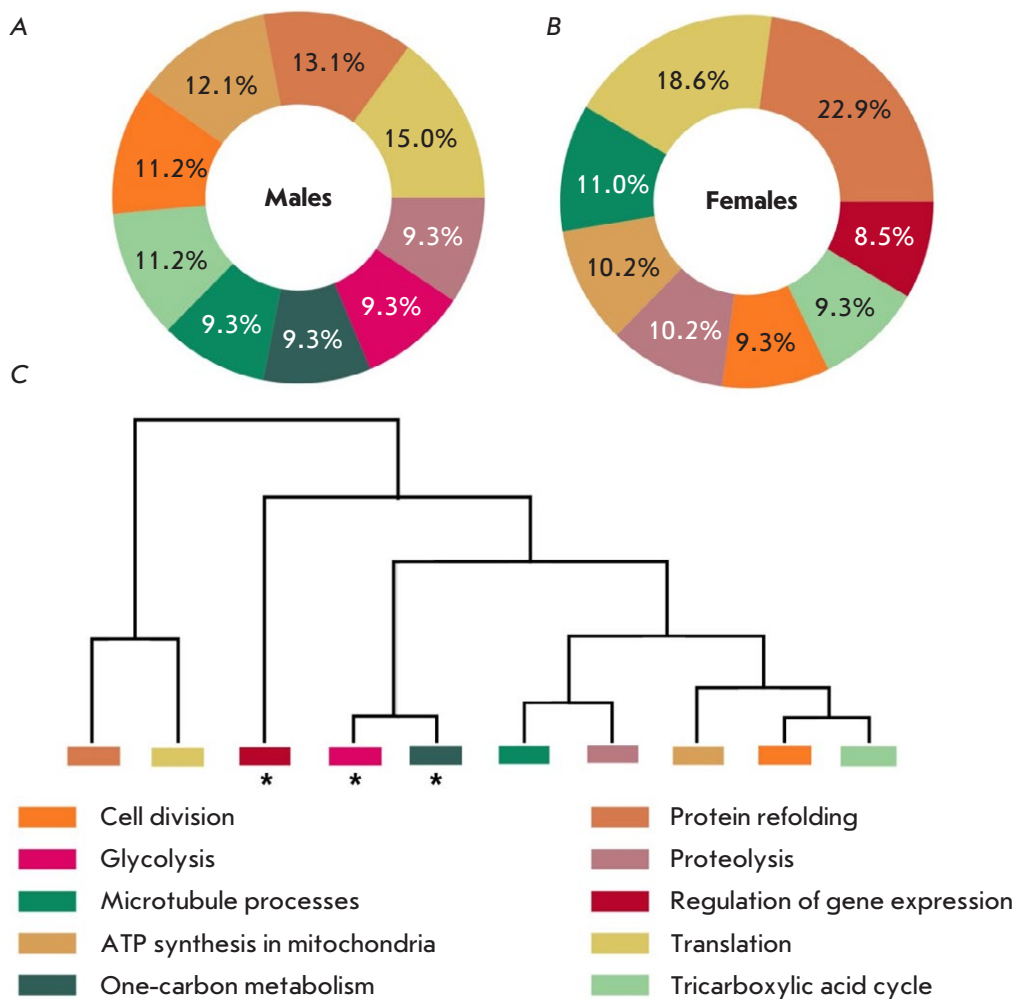 A
B
13.1%
12.1%
15.0%
11.2%
Males
9.3%
11.2%
9.3%
9.3%
9.3%
18.6%
22.9%
11.0%
Females
8.5%
10.2%
9.3%
10.2%
9.3%
C
* * *
Cell division
Glycolysis
Microtubule processes
ATP synthesis in mitochondria
One-carbon metabolism
Protein refolding
Proteolysis
Regulation of gene expression
Translation
Tricarboxylic acid cycle